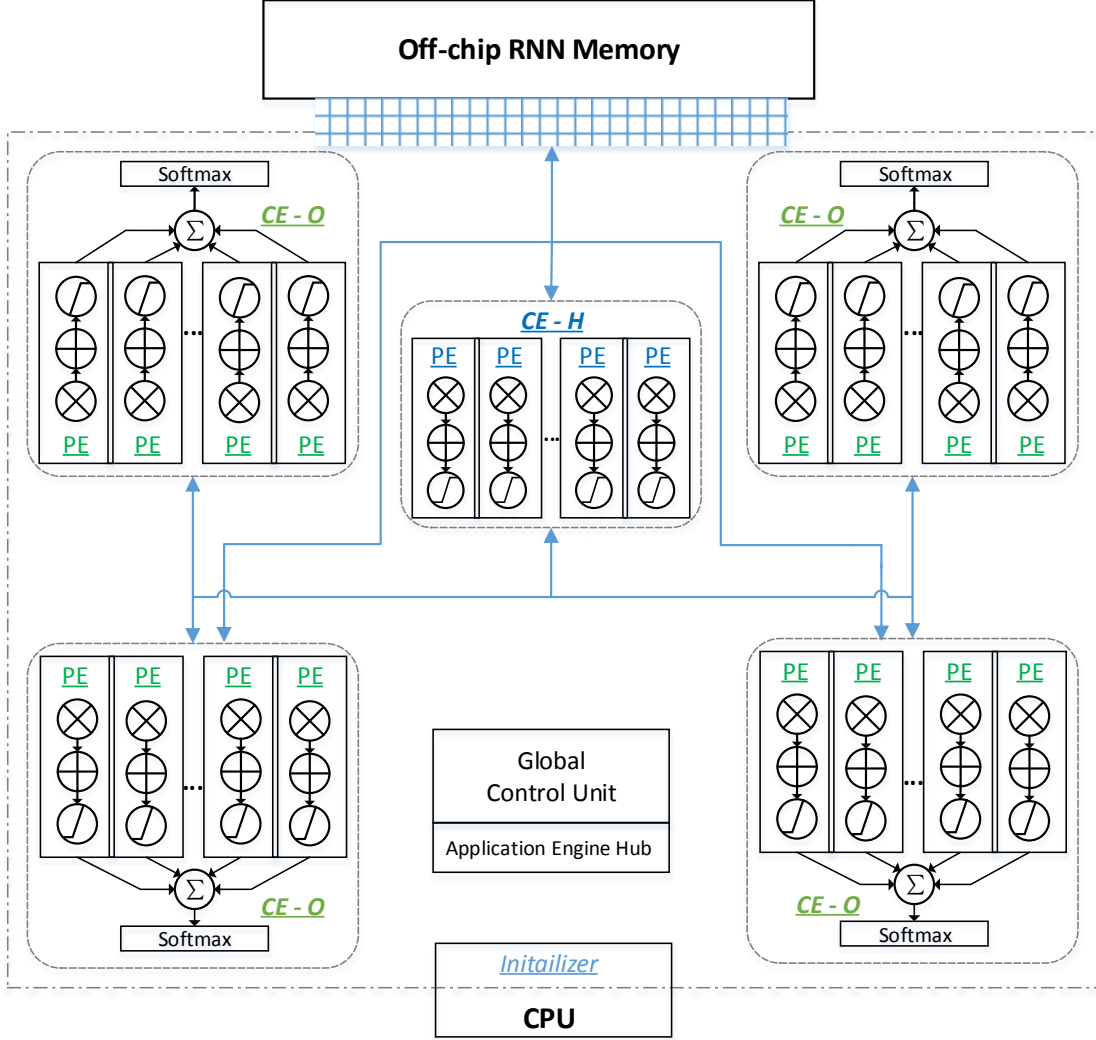 Off-chip RNN Memory
Softmax
CE - O
Σ
...
PE PE PE PE
Softmax
CE - O
Σ
...
PE PE PE PE
CE - H
PE PE PE PE
...
PE PE PE PE
...
Σ
CE - O
Softmax
PE PE PE PE
...
Σ
CE - O
Softmax
Global
Control Unit
Application Engine Hub
Initailizer
CPU